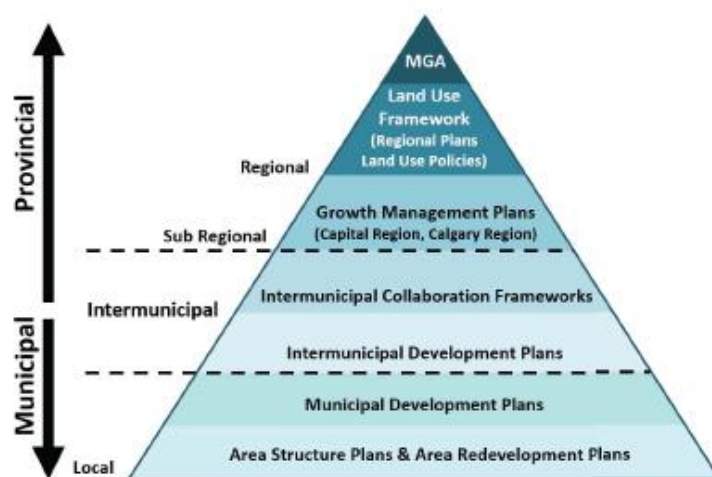 MGA
Land Use
Framework
(Regional Plans
Land Use Policies)
Regional
Growth Management Plans
(Capital Region, Calgary Region)
Sub Regional
Provincial
Intermunicipal Collaboration Frameworks
Intermunicipal
Intermunicipal Development Plans
Municipal
Municipal Development Plans
Area Structure Plans & Area Redevelopment Plans
Local